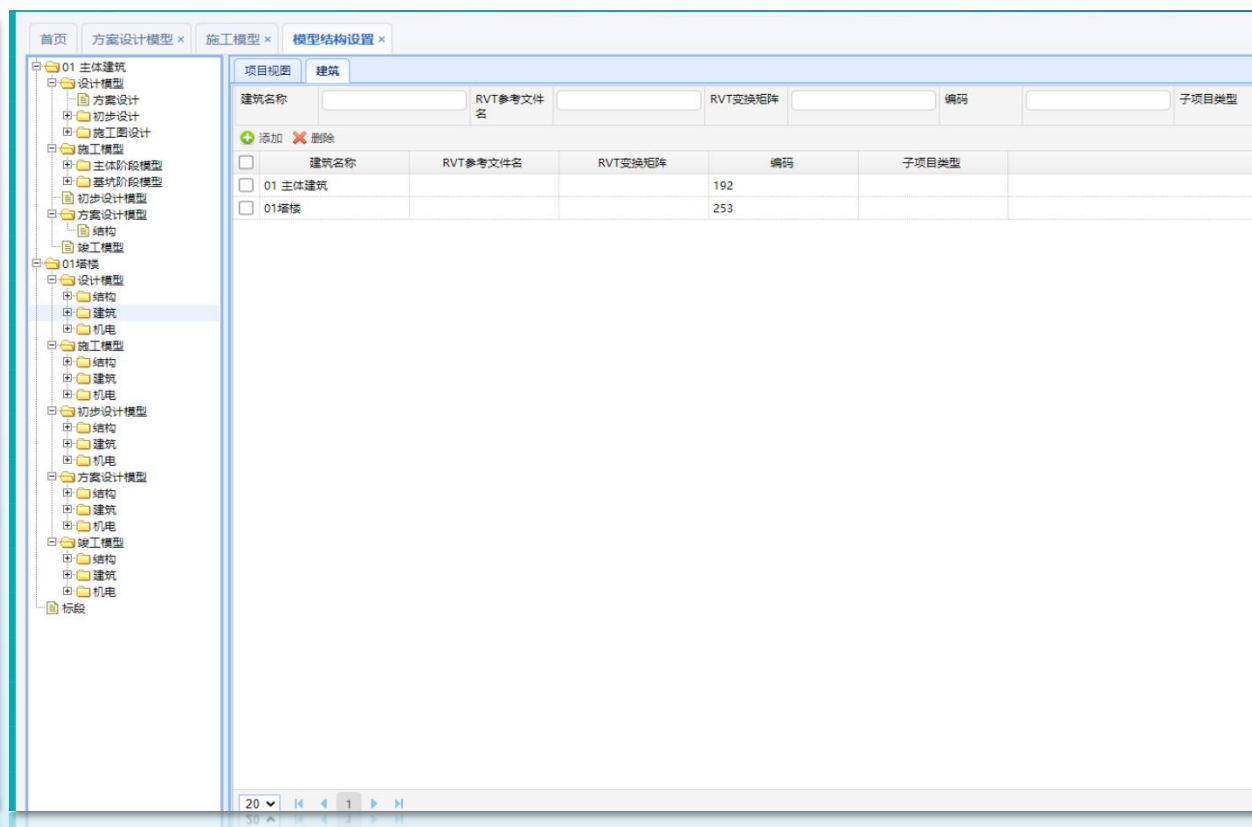 首页 方案设计模型 × 施工模型 × 模型结构设置 ×
01 主体建筑
设计模型
方案设计
初步设计
施工图设计
施工模型
主体阶段模型
基坑阶段模型
初步设计模型
方案设计模型
结构
竣工模型
01塔楼
设计模型
结构
建筑
机电
施工模型
结构
建筑
机电
初步设计模型
结构
建筑
机电
方案设计模型
结构
建筑
机电
竣工模型
结构
建筑
机电
标段
项目视图 建筑
建筑名称 RVT参考文件名 RVT变换矩阵 编码 子项目类型
添加 删除
建筑名称 RVT参考文件名 RVT变换矩阵 编码 子项目类型
01 主体建筑 192
01塔楼 253
20 1